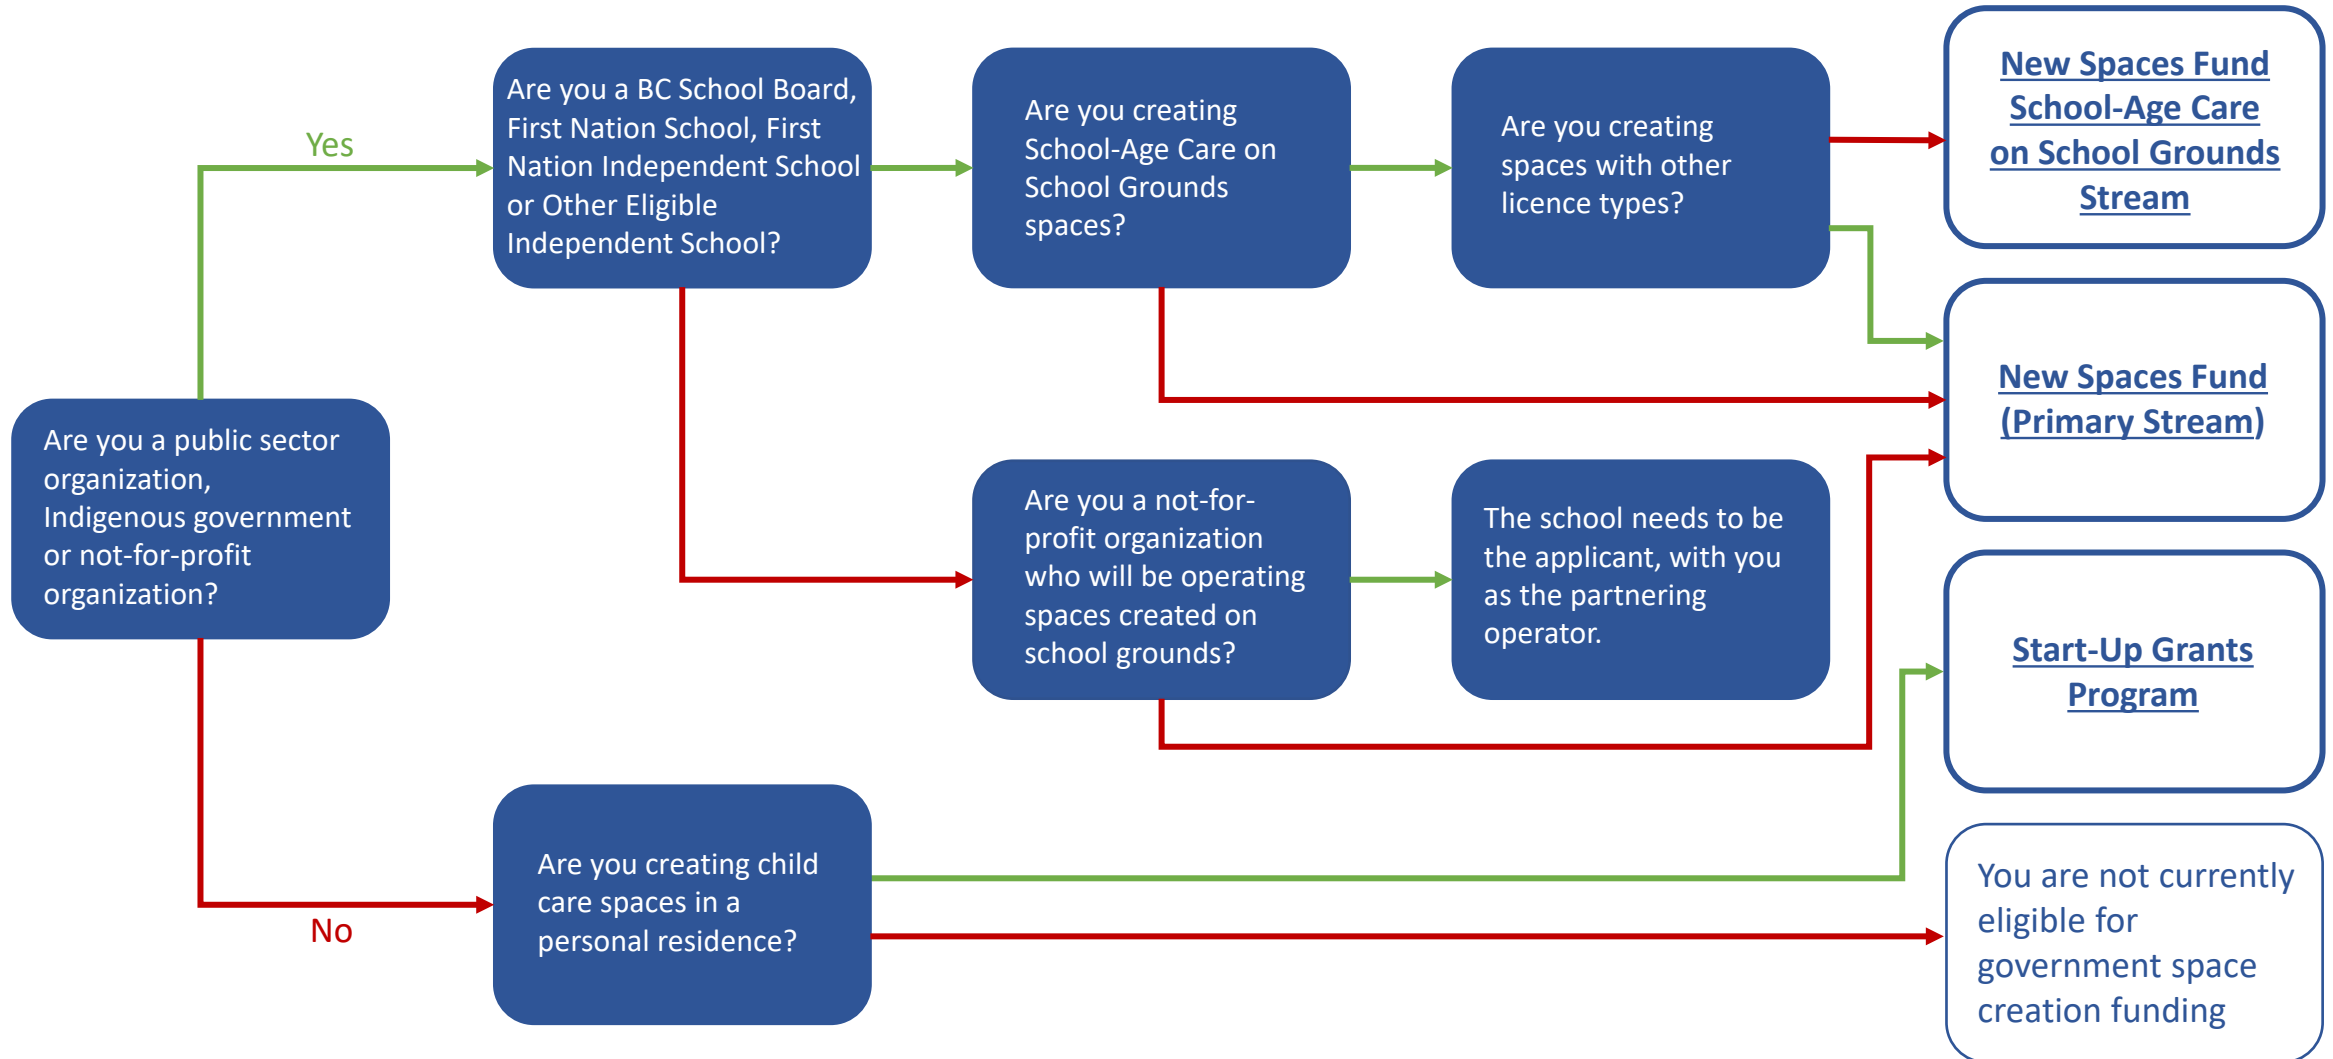 Yes
Are you a public sector
organization,
Indigenous government
or not-for-profit
organization?
No
Are you a BC School Board,
First Nation School, First
Nation Independent School
or Other Eligible
Independent School?
Are you creating
School-Age Care on
School Grounds
spaces?
Are you creating
spaces with other
licence types?
New Spaces Fund
School-Age Care
on School Grounds
Stream
New Spaces Fund
(Primary Stream)
Are you a not-for-
profit organization
who will be operating
spaces created on
school grounds?
The school needs to be
the applicant, with you
as the partnering
operator.
Start-Up Grants
Program
Are you creating child
care spaces in a
personal residence?
You are not currently
eligible for
government space
creation funding